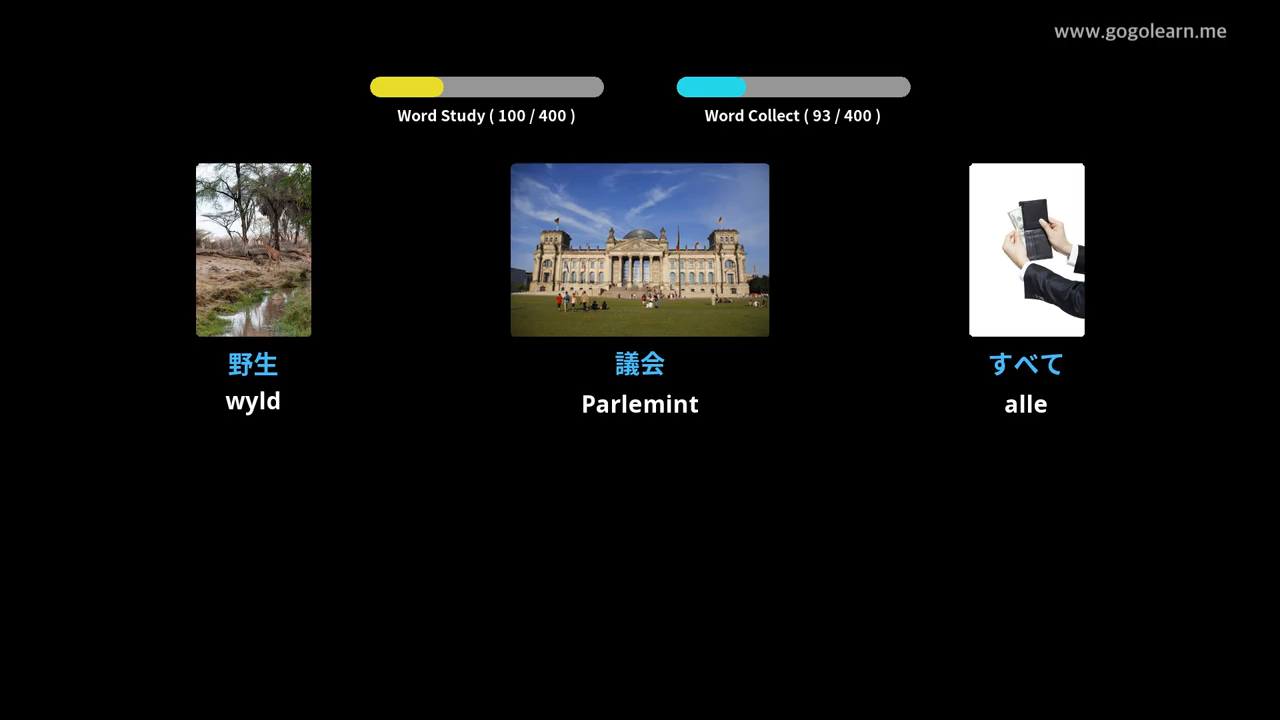 www.gogolearn.me
Word Study ( 100 / 400 )
Word Collect ( 93 / 400 )
野生
wyld
議会
Parlemint
すべて
alle